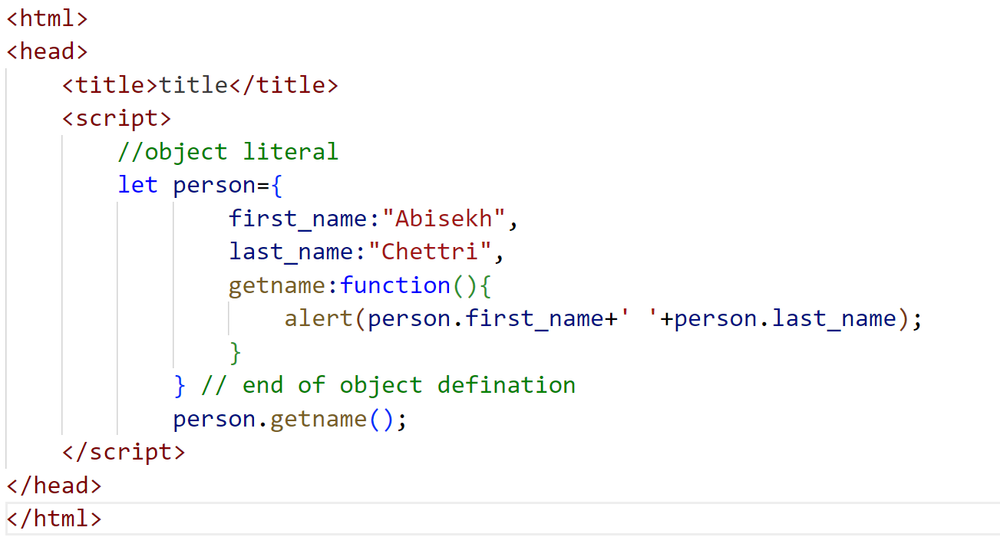 <html>
<head>
    <title>title</title>
    <script>
        //object literal
        let person={
                first_name:"Abisekh",
                last_name:"Chettri",
                getname:function(){
                    alert(person.first_name+' '+person.last_name);
                }
            } // end of object defination
            person.getname();
    </script>
</head>
</html>